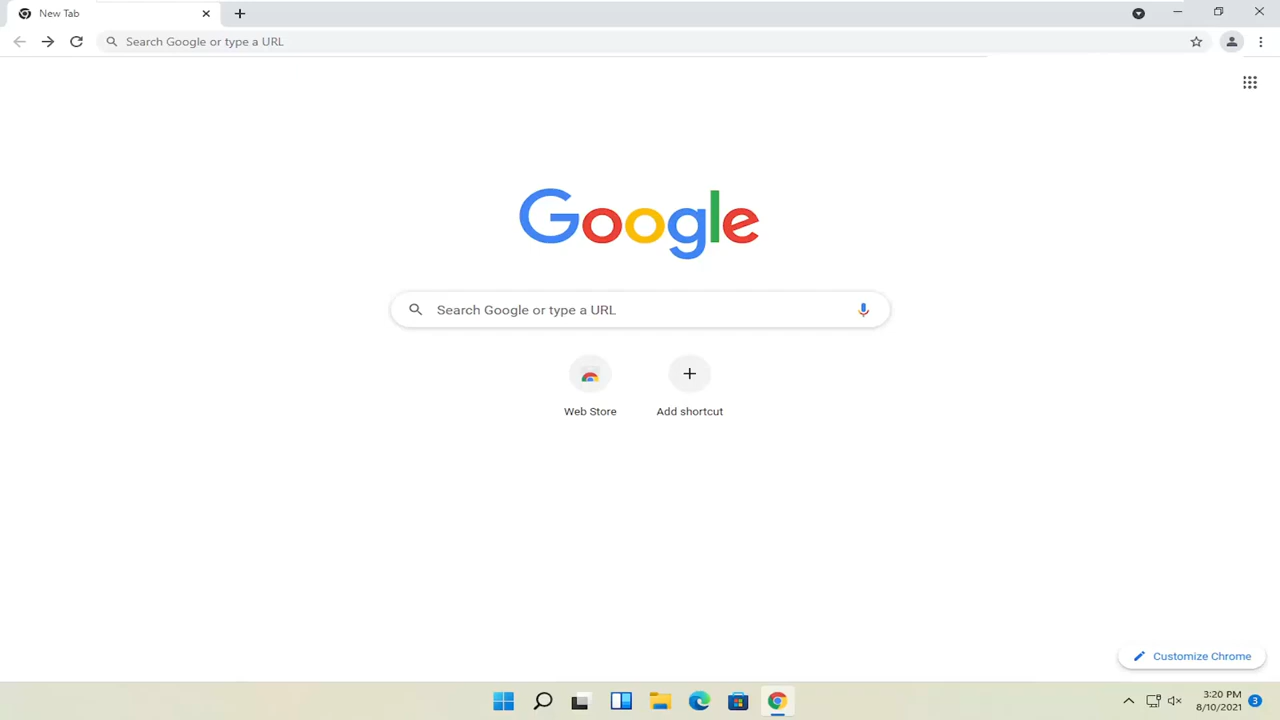 New Tab
Search Google or type a URL
Google
Search Google or type a URL
Web Store
Add shortcut
Customize Chrome
3:20 PM
8/10/2021
3